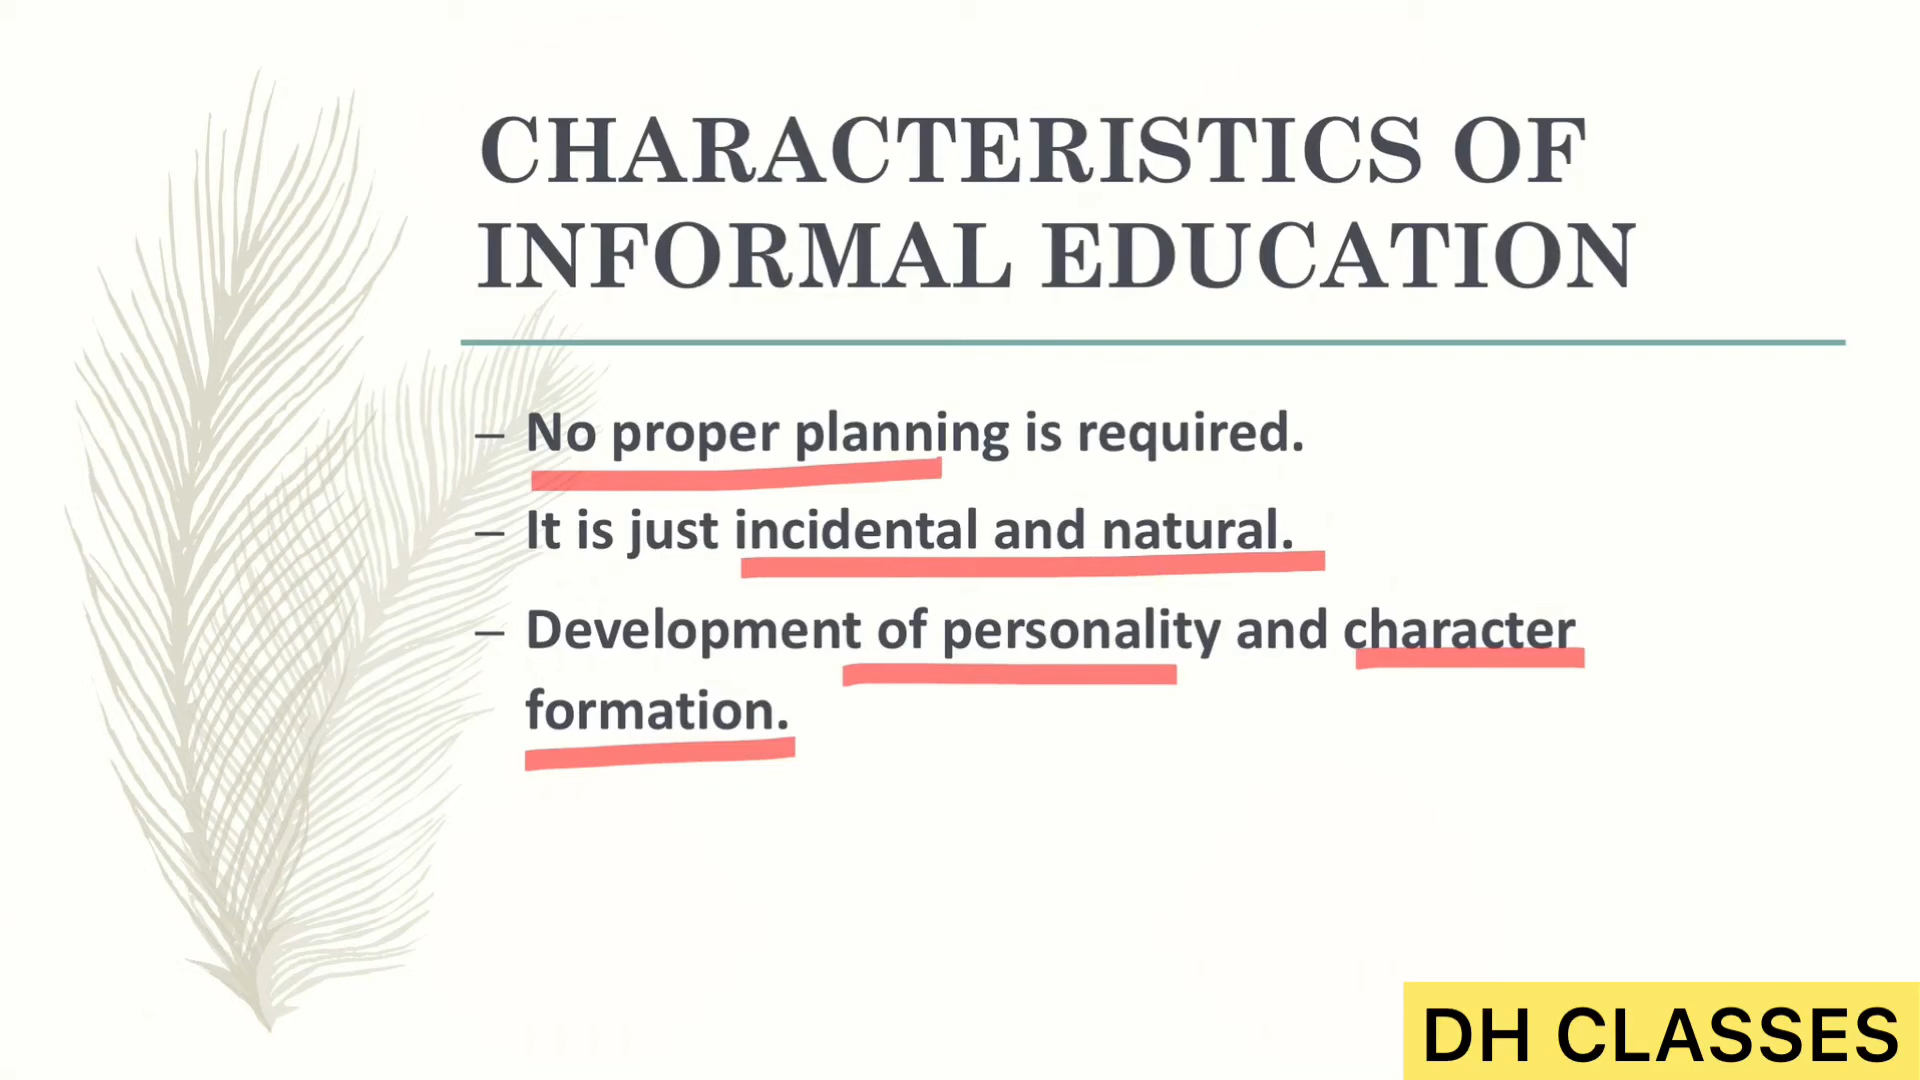 CHARACTERISTICS OF
INFORMAL EDUCATION
– No proper planning is required.
– It is just incidental and natural.
– Development of personality and character
formation.
DH CLASSES